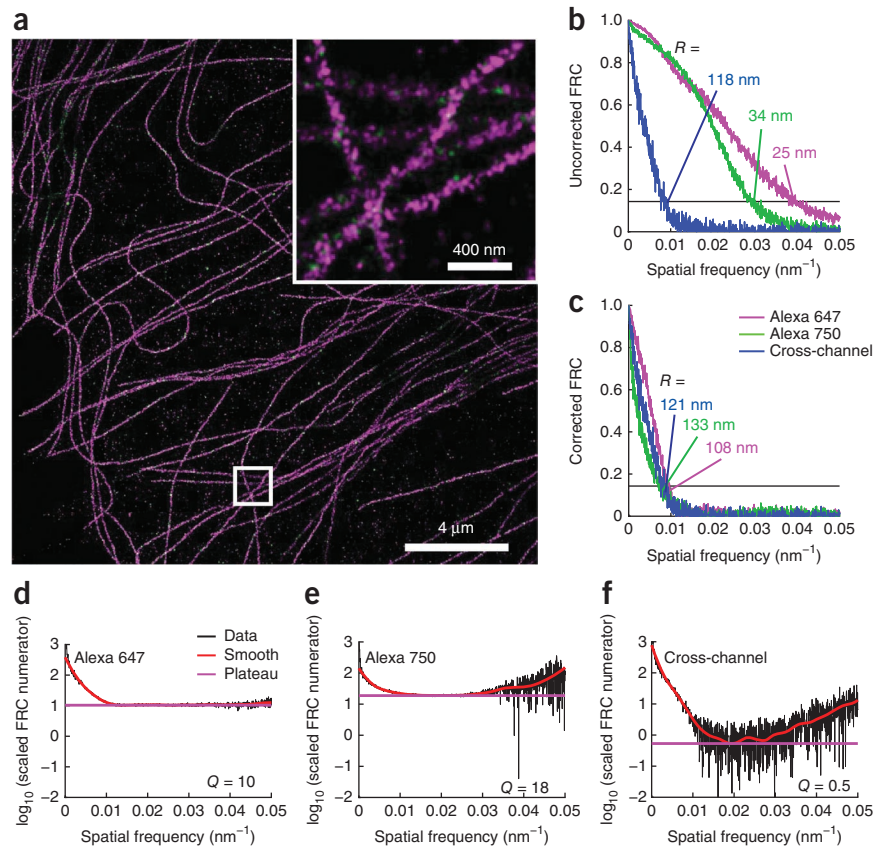 a
400 nm
4 µm
b
Uncorrected FRC
1.0
0.8
0.6
0.4
0.2
0
R =
118 nm
34 nm
25 nm
0 0.01 0.02 0.03 0.04 0.05
Spatial frequency (nm⁻¹)
c
Corrected FRC
1.0
0.8
0.6
0.4
0.2
0
Alexa 647
Alexa 750
Cross-channel
R =
121 nm
133 nm
108 nm
0 0.01 0.02 0.03 0.04 0.05
Spatial frequency (nm⁻¹)
d
log₁₀ (scaled FRC numerator)
3
2
1
0
−1
−2
Alexa 647
Data
Smooth
Plateau
Q = 10
0 0.01 0.02 0.03 0.04 0.05
Spatial frequency (nm⁻¹)
e
log₁₀ (scaled FRC numerator)
3
2
1
0
−1
−2
Alexa 750
Q = 18
0 0.01 0.02 0.03 0.04 0.05
Spatial frequency (nm⁻¹)
f
log₁₀ (scaled FRC numerator)
3
2
1
0
−1
−2
Cross-channel
Q = 0.5
0 0.01 0.02 0.03 0.04 0.05
Spatial frequency (nm⁻¹)